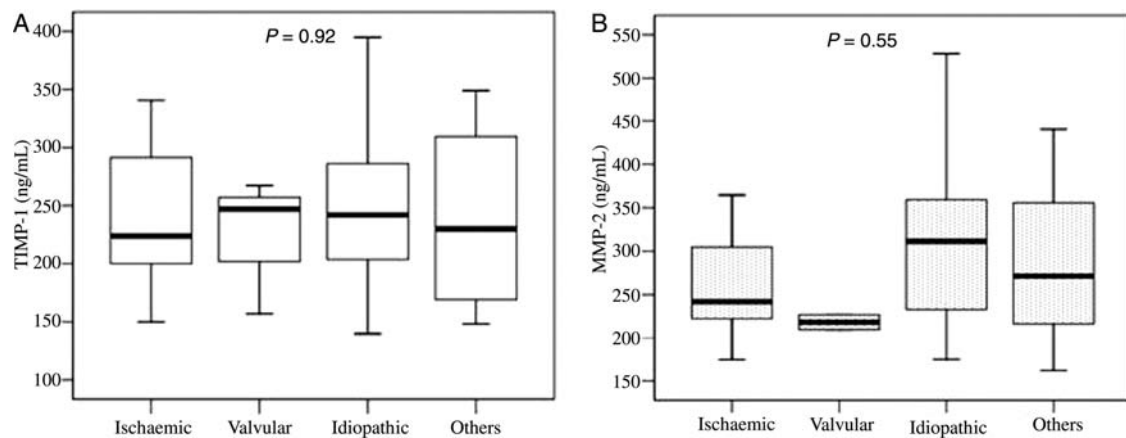 A
P = 0.92
TIMP-1 (ng/mL)
400
350
300
250
200
150
100
Ischaemic Valvular Idiopathic Others
B
P = 0.55
MMP-2 (ng/mL)
550
500
450
400
350
300
250
200
150
Ischaemic Valvular Idiopathic Others